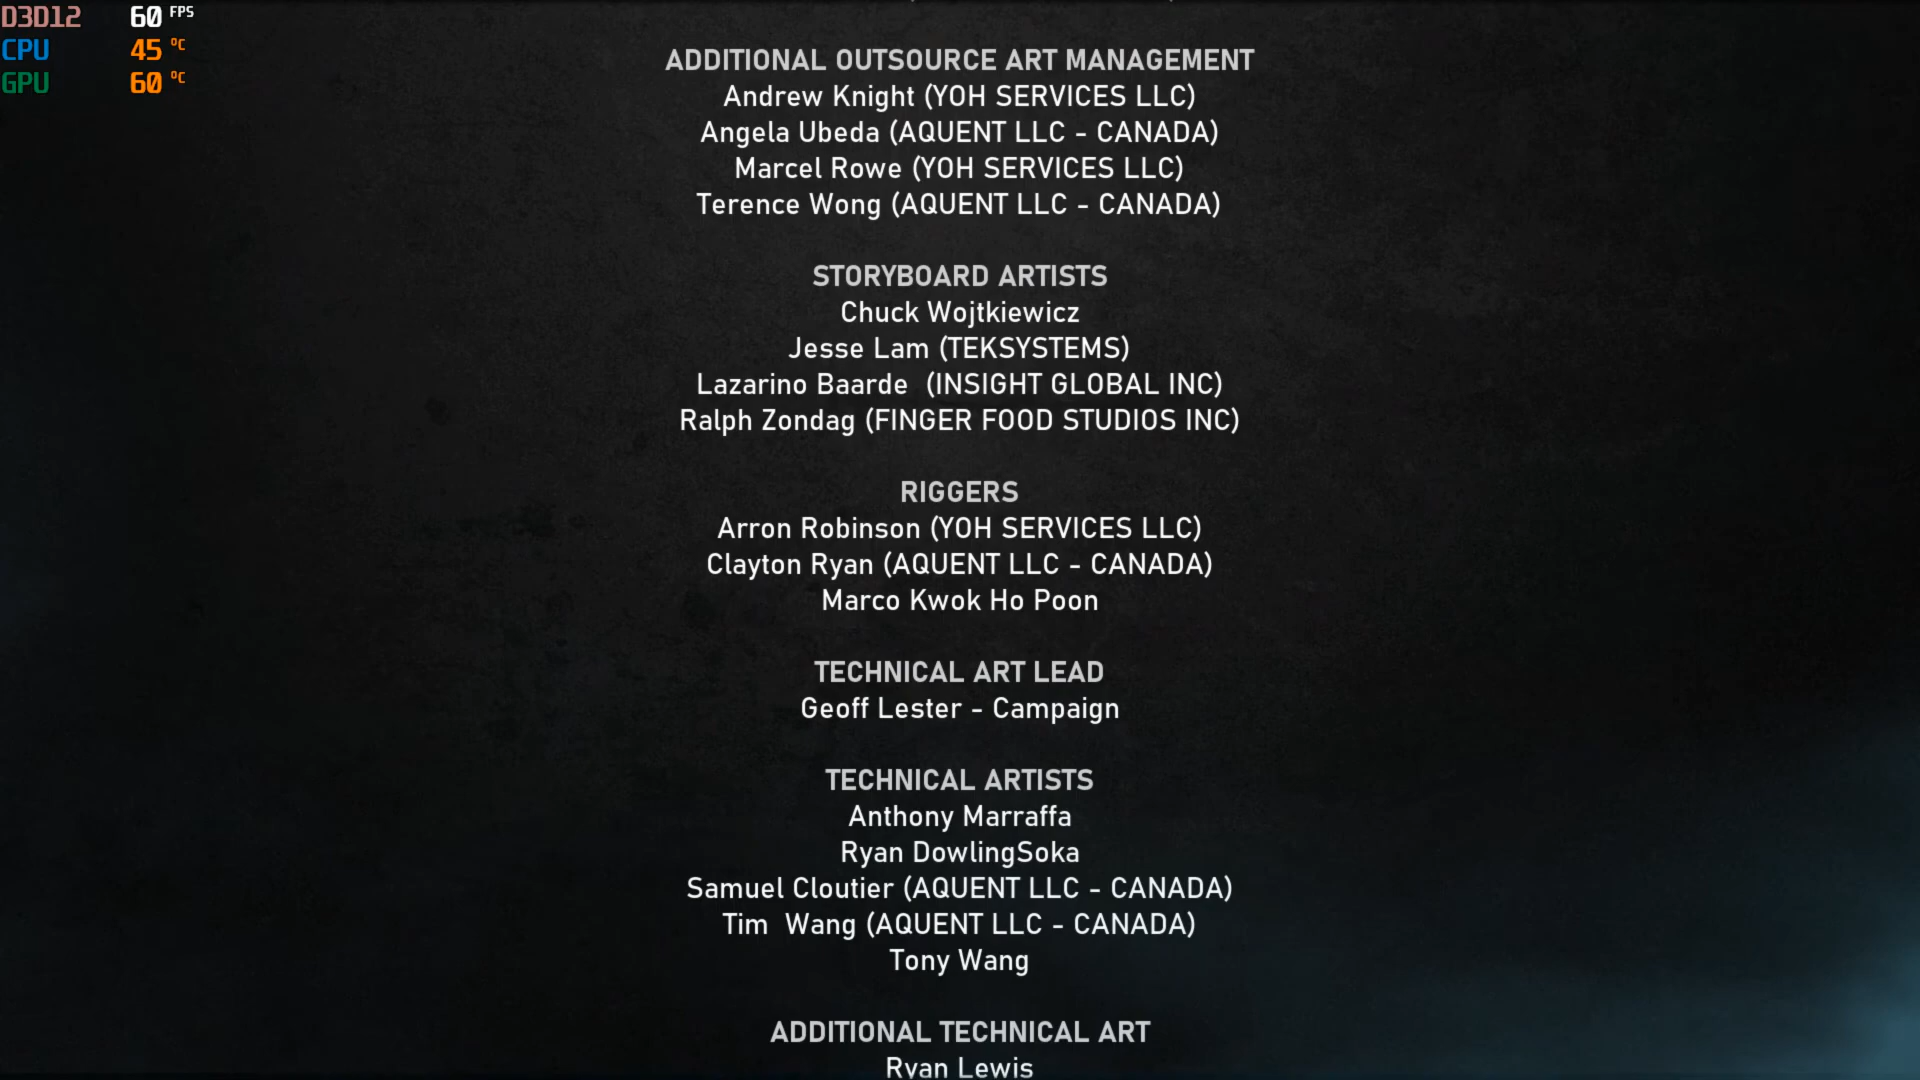 D3D12 60 FPS
CPU 45 °C
GPU 60 °C
ADDITIONAL OUTSOURCE ART MANAGEMENT
Andrew Knight (YOH SERVICES LLC)
Angela Ubeda (AQUENT LLC - CANADA)
Marcel Rowe (YOH SERVICES LLC)
Terence Wong (AQUENT LLC - CANADA)
STORYBOARD ARTISTS
Chuck Wojtkiewicz
Jesse Lam (TEKSYSTEMS)
Lazarino Baarde  (INSIGHT GLOBAL INC)
Ralph Zondag (FINGER FOOD STUDIOS INC)
RIGGERS
Arron Robinson (YOH SERVICES LLC)
Clayton Ryan (AQUENT LLC - CANADA)
Marco Kwok Ho Poon
TECHNICAL ART LEAD
Geoff Lester - Campaign
TECHNICAL ARTISTS
Anthony Marraffa
Ryan DowlingSoka
Samuel Cloutier (AQUENT LLC - CANADA)
Tim  Wang (AQUENT LLC - CANADA)
Tony Wang
ADDITIONAL TECHNICAL ART
Ryan Lewis